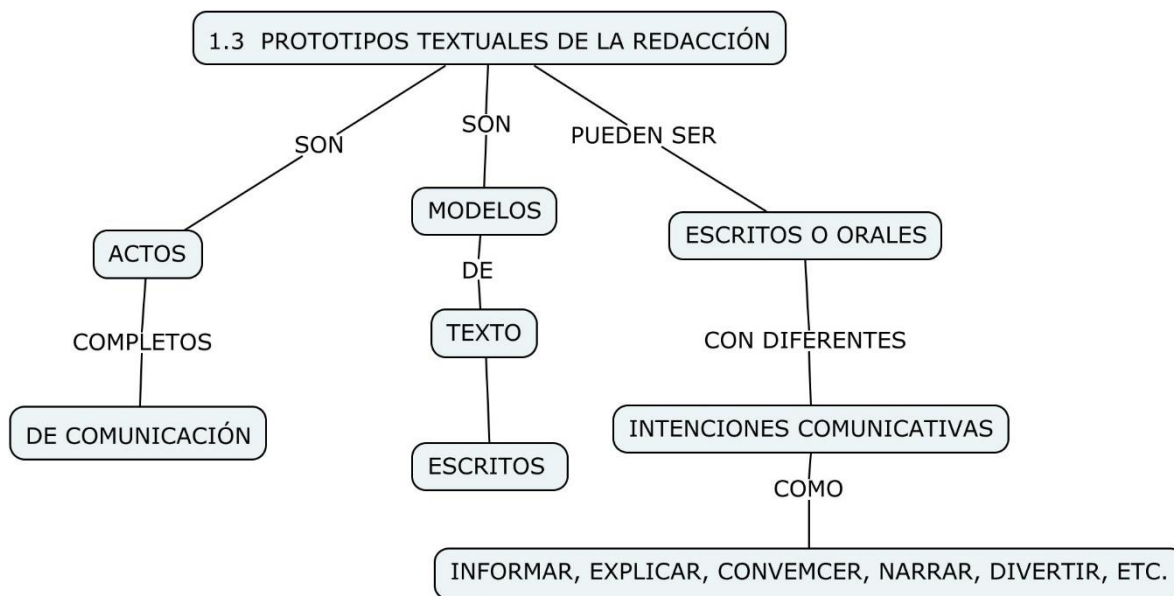 1.3 PROTOTIPOS TEXTUALES DE LA REDACCIÓN
SON
SON
PUEDEN SER
ACTOS
MODELOS
ESCRITOS O ORALES
COMPLETOS
DE
CON DIFERENTES
DE COMUNICACIÓN
TEXTO
INTENCIONES COMUNICATIVAS
ESCRITOS
COMO
INFORMAR, EXPLICAR, CONVEMCER, NARRAR, DIVERTIR, ETC.